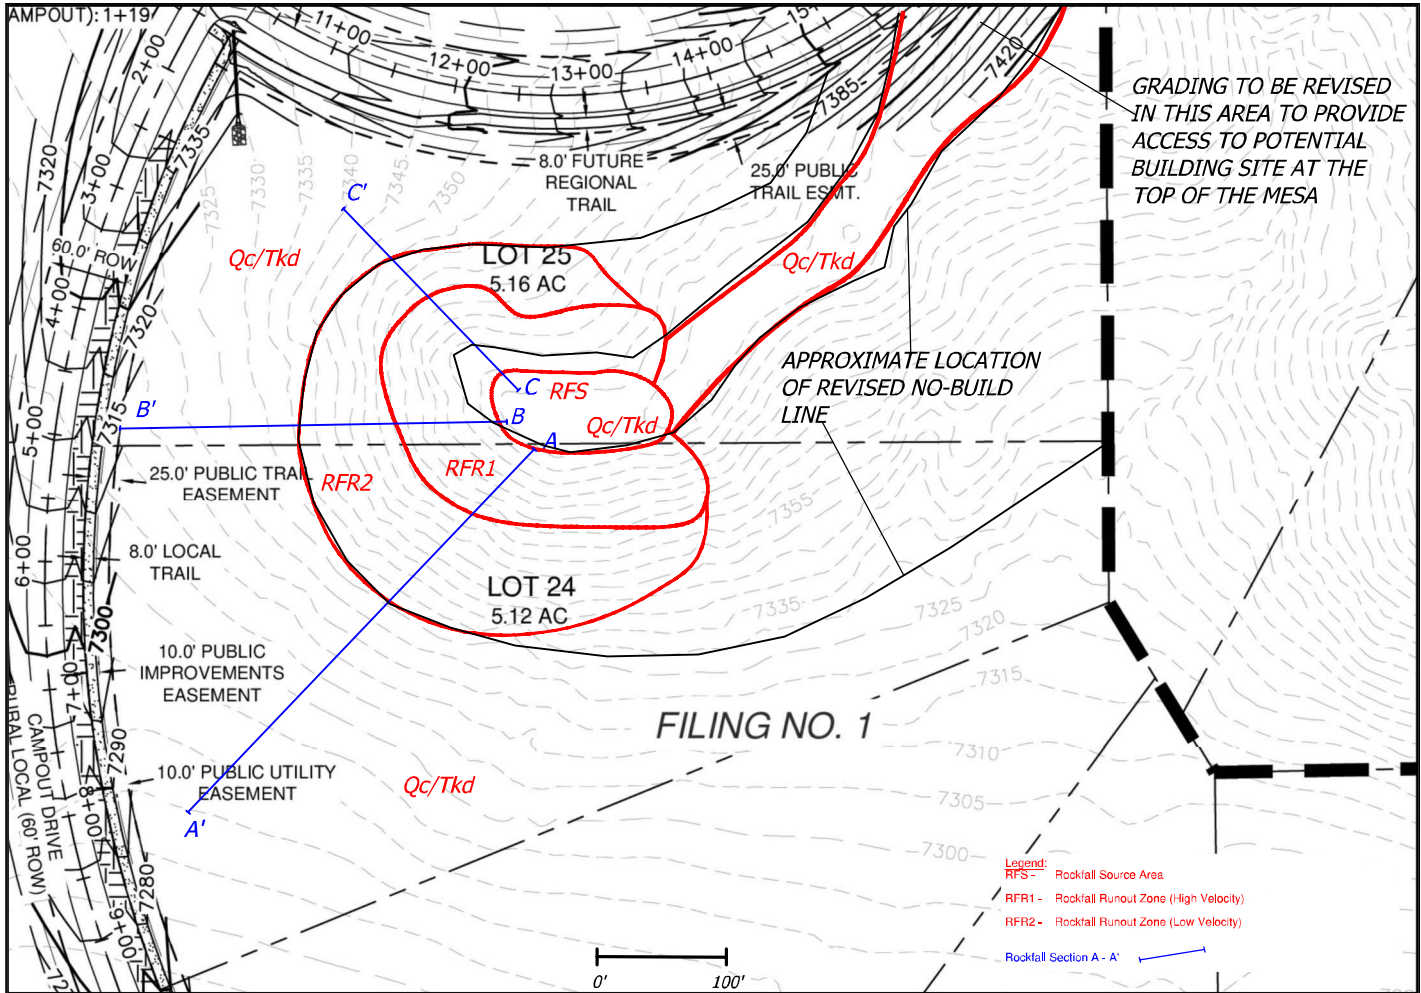 AMPOUT): 1+19
2+00
3+00
4+00
5+00
6+00
7+00
8+00
9+00
11+00
12+00
13+00
14+00
15+
7420
7385
7335
7320
7325
7330
7335
7340
7345
7350
GRADING TO BE REVISED
IN THIS AREA TO PROVIDE
ACCESS TO POTENTIAL
BUILDING SITE AT THE
TOP OF THE MESA
8.0' FUTURE
REGIONAL
TRAIL
25.0' PUBLIC
TRAIL ESMT.
C'
60.0' ROW
Qc/Tkd
LOT 25
5.16 AC
Qc/Tkd
7320
7315
APPROXIMATE LOCATION
OF REVISED NO-BUILD
LINE
C
RFS
B'
B
Qc/Tkd
A
RFR1
RFR2
25.0' PUBLIC TRAIL
EASEMENT
7355
8.0' LOCAL
TRAIL
LOT 24
5.12 AC
7335
7325
7320
7315
7310
7305
7300
7300
10.0' PUBLIC
IMPROVEMENTS
EASEMENT
FILING NO. 1
7290
10.0' PUBLIC UTILITY
EASEMENT
Qc/Tkd
A'
CAMPOUT DRIVE
RURAL LOCAL (60' ROW)
7280
Legend:
RFS - Rockfall Source Area
RFR1 - Rockfall Runout Zone (High Velocity)
RFR2 - Rockfall Runout Zone (Low Velocity)
Rockfall Section A - A'
0' 100'